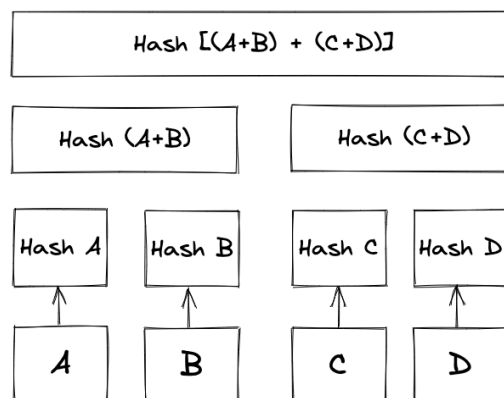 Hash [(A+B) + (C+D)]
Hash (A+B) Hash (C+D)
Hash A Hash B Hash C Hash D
A B C D